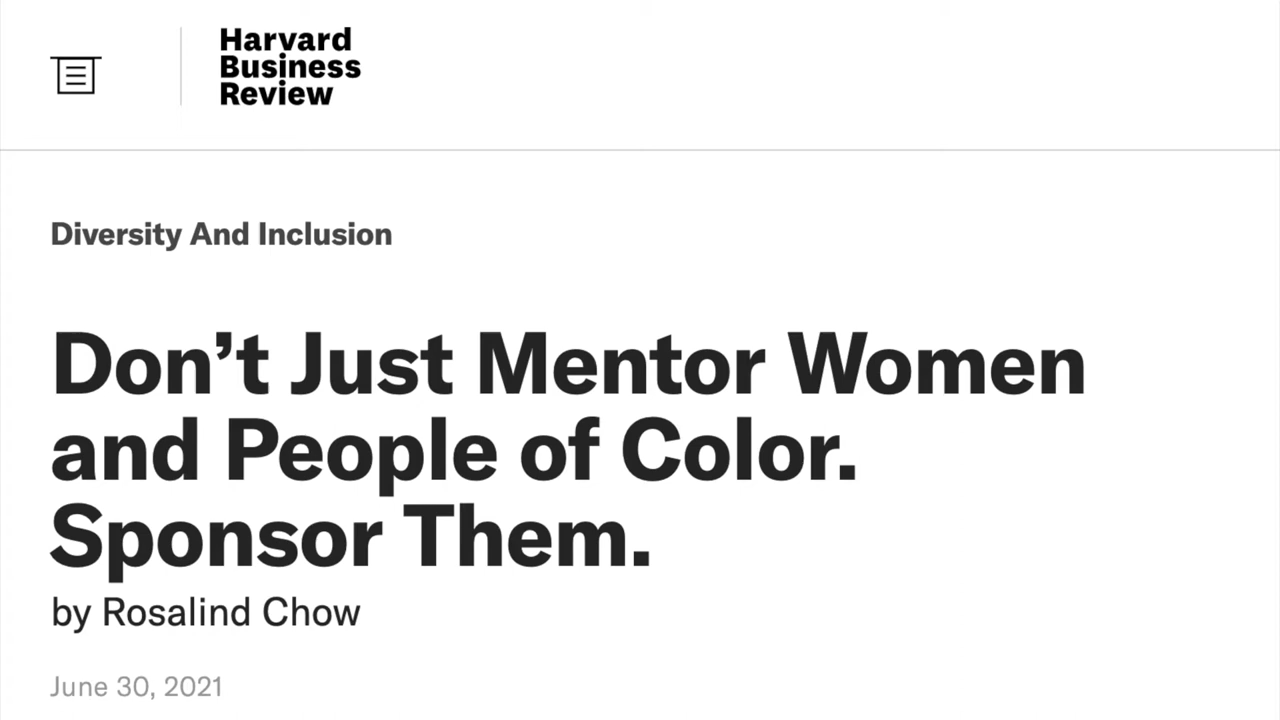 Harvard
Business
Review
Diversity And Inclusion
Don’t Just Mentor Women
and People of Color.
Sponsor Them.
by Rosalind Chow
June 30, 2021